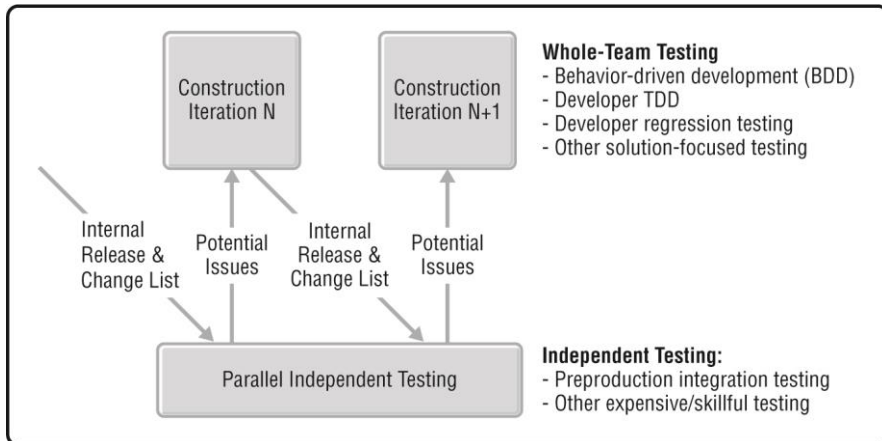 Construction
Iteration N
Construction
Iteration N+1
Whole-Team Testing
- Behavior-driven development (BDD)
- Developer TDD
- Developer regression testing
- Other solution-focused testing
Internal
Release &
Change List
Potential
Issues
Internal
Release &
Change List
Potential
Issues
Parallel Independent Testing
Independent Testing:
- Preproduction integration testing
- Other expensive/skillful testing